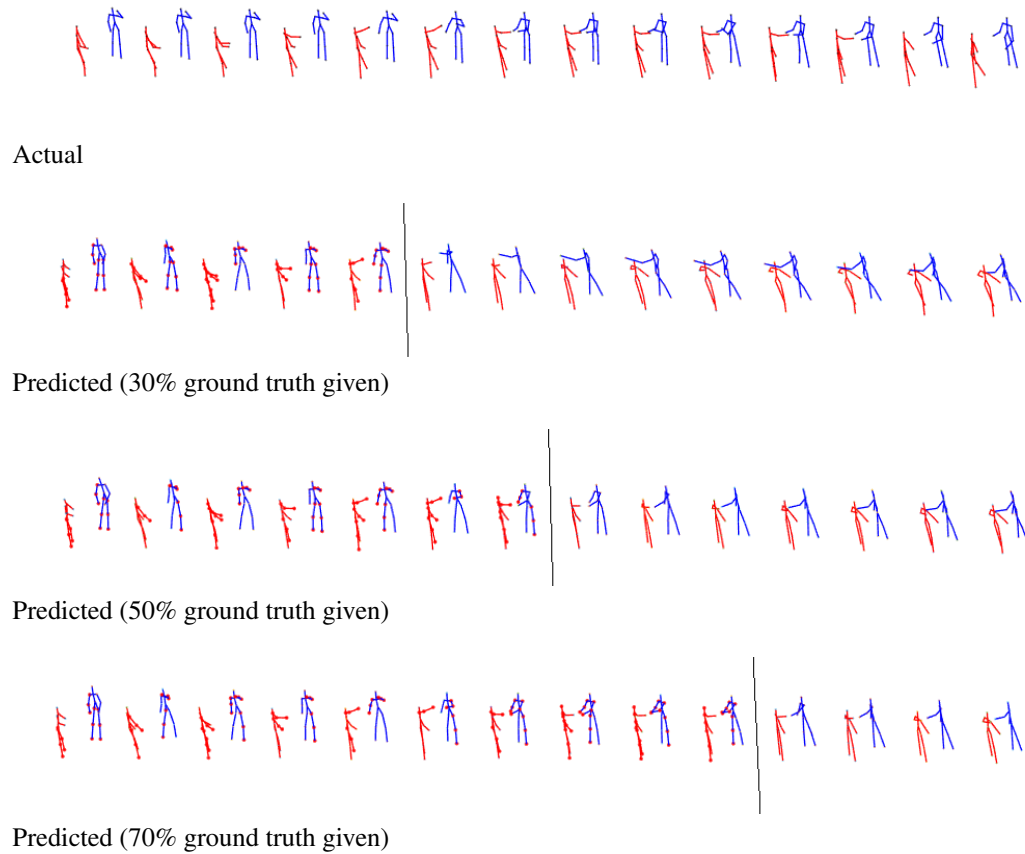 Actual
Predicted (30% ground truth given)
Predicted (50% ground truth given)
Predicted (70% ground truth given)